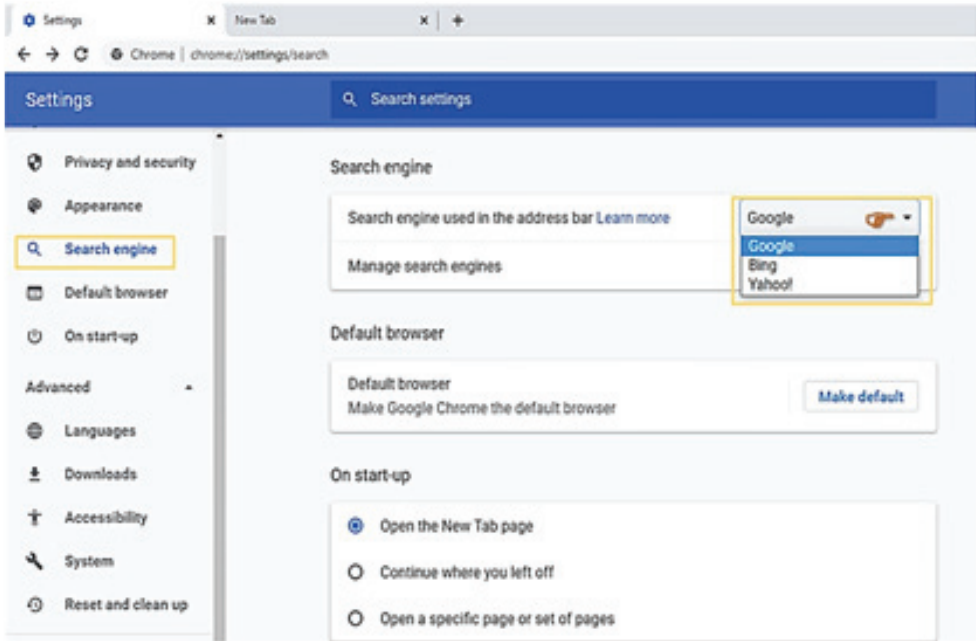 Settings
New Tab
Chrome | chrome://settings/search
Settings
Search settings
Privacy and security
Appearance
Search engine
Default browser
On start-up
Advanced
Languages
Downloads
Accessibility
System
Reset and clean up
Search engine
Search engine used in the address bar Learn more
Google
Google
Bing
Yahoo!
Manage search engines
Default browser
Default browser
Make Google Chrome the default browser
Make default
On start-up
Open the New Tab page
Continue where you left off
Open a specific page or set of pages